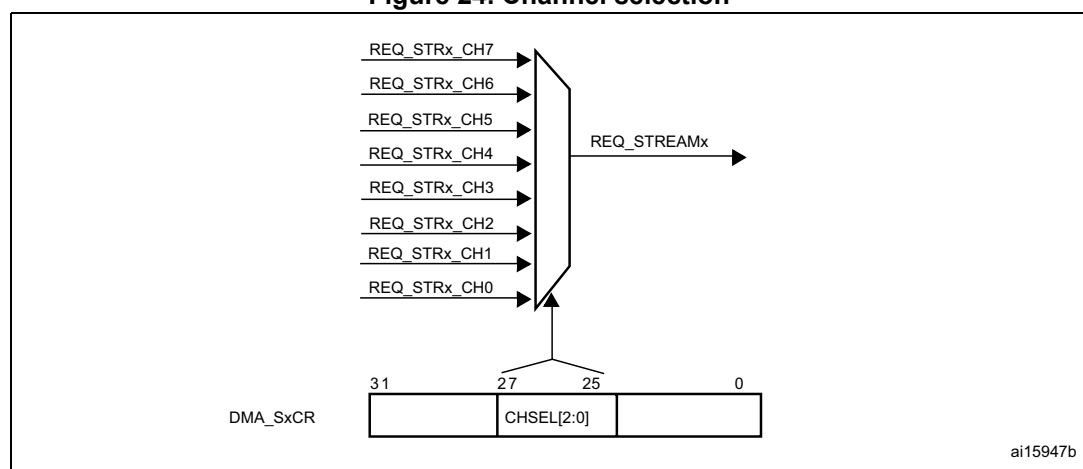 Figure 24. Channel selection
REQ_STRx_CH7
REQ_STRx_CH6
REQ_STRx_CH5
REQ_STRx_CH4
REQ_STRx_CH3
REQ_STRx_CH2
REQ_STRx_CH1
REQ_STRx_CH0
REQ_STREAMx
31 27 25 0
DMA_SxCR CHSEL[2:0]
ai15947b